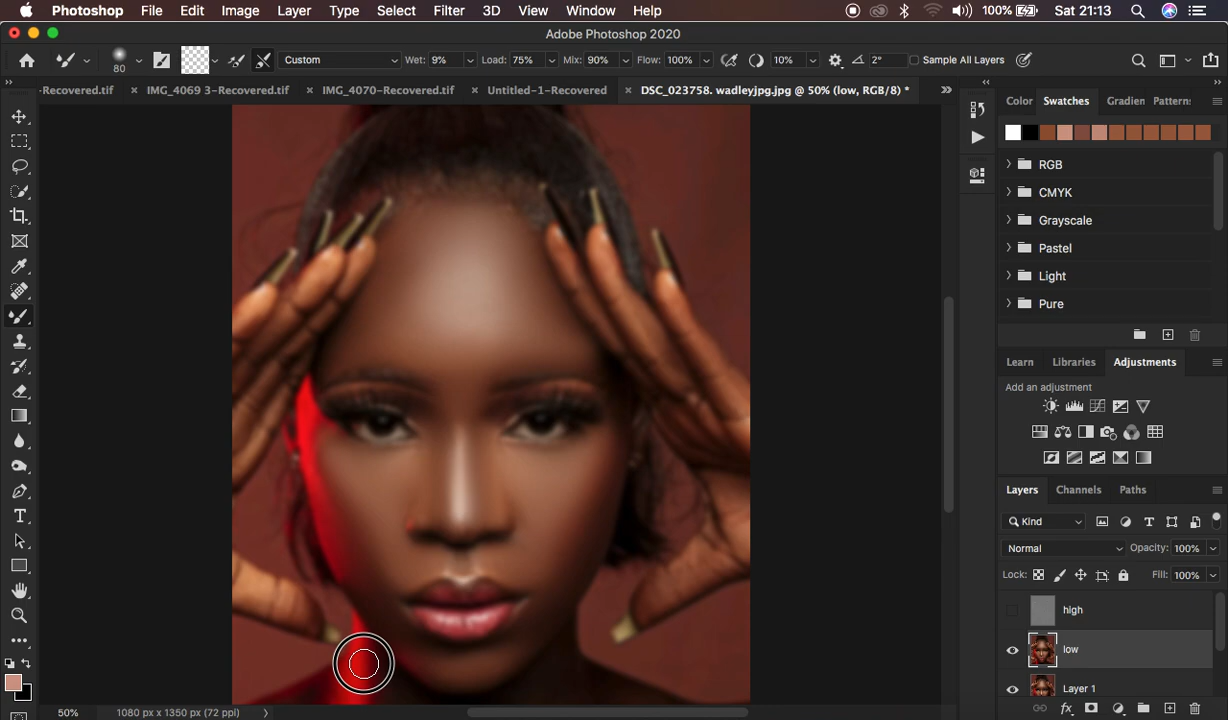 Photoshop File Edit Image Layer Type Select Filter 3D View Window Help 100% Sat 21:13
Adobe Photoshop 2020
80 Custom Wet: 9% Load: 75% Mix: 90% Flow: 100% 10% 2° Sample All Layers
-Recovered.tif IMG_4069 3-Recovered.tif IMG_4070-Recovered.tif Untitled-1-Recovered DSC_023758. wadleyjpg.jpg @ 50% (low, RGB/8) *
Color Swatches Gradien Pattern:
RGB
CMYK
Grayscale
Pastel
Light
Pure
Learn Libraries Adjustments
Add an adjustment
Layers Channels Paths
Kind
Normal Opacity: 100%
Lock: Fill: 100%
high
low
Layer 1
50% 1080 px x 1350 px (72 ppi)